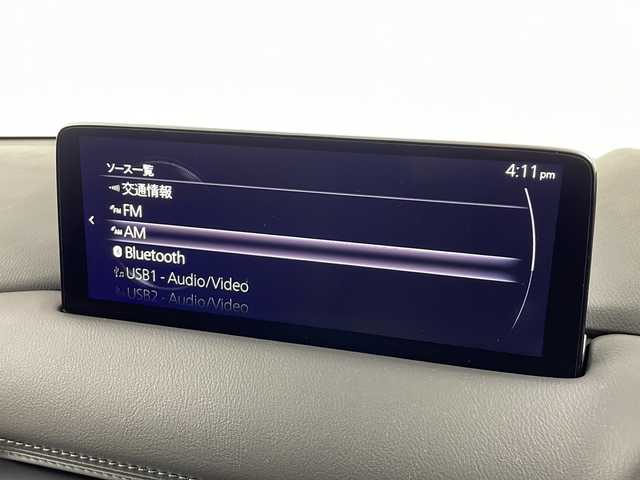 ソース一覧
4:11 pm
交通情報
FM
AM
Bluetooth
USB1 - Audio/Video
USB2 - Audio/Video